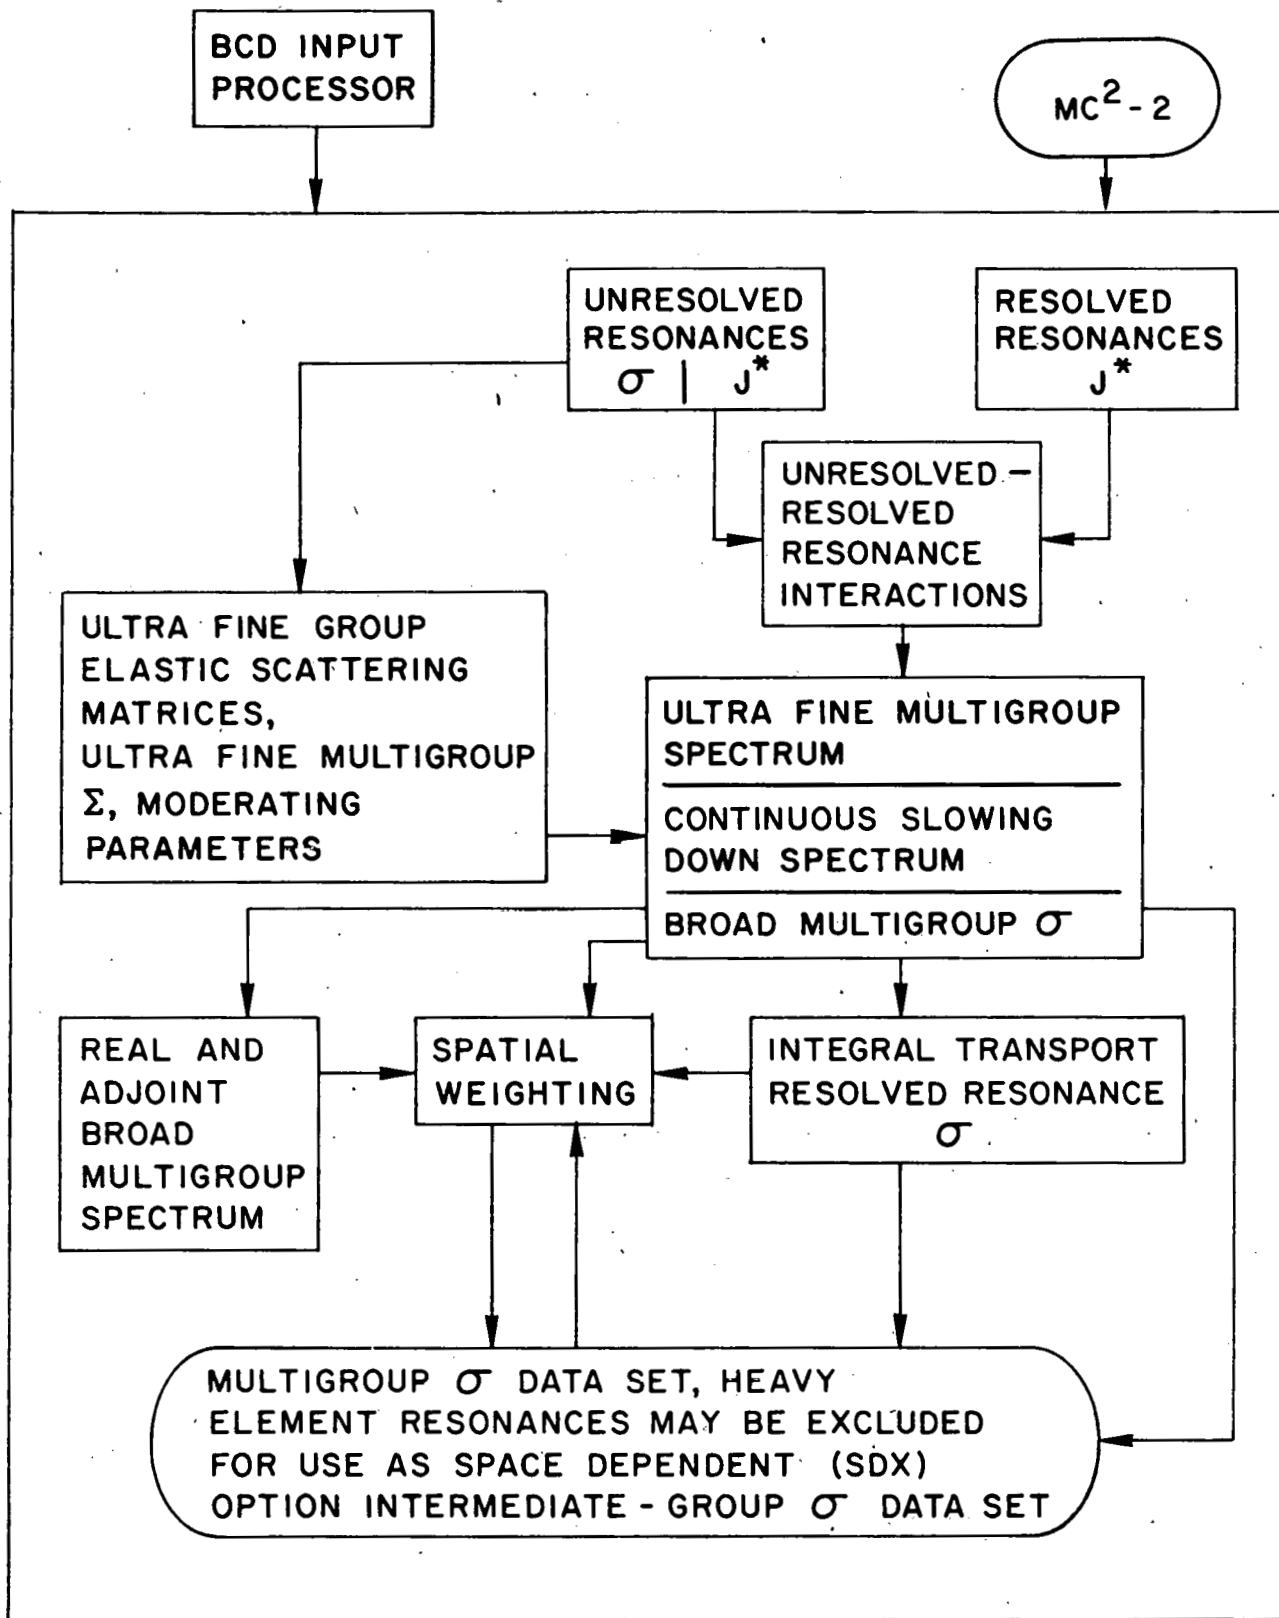 BCD INPUT
PROCESSOR
MC²-2
UNRESOLVED
RESONANCES
σ | J*
RESOLVED
RESONANCES
J*
UNRESOLVED-
RESOLVED
RESONANCE
INTERACTIONS
ULTRA FINE GROUP
ELASTIC SCATTERING
MATRICES,
ULTRA FINE MULTIGROUP
Σ, MODERATING
PARAMETERS
ULTRA FINE MULTIGROUP
SPECTRUM
CONTINUOUS SLOWING
DOWN SPECTRUM
BROAD MULTIGROUP σ
REAL AND
ADJOINT
BROAD
MULTIGROUP
SPECTRUM
SPATIAL
WEIGHTING
INTEGRAL TRANSPORT
RESOLVED RESONANCE
σ
MULTIGROUP σ DATA SET, HEAVY
ELEMENT RESONANCES MAY BE EXCLUDED
FOR USE AS SPACE DEPENDENT (SDX)
OPTION INTERMEDIATE-GROUP σ DATA SET